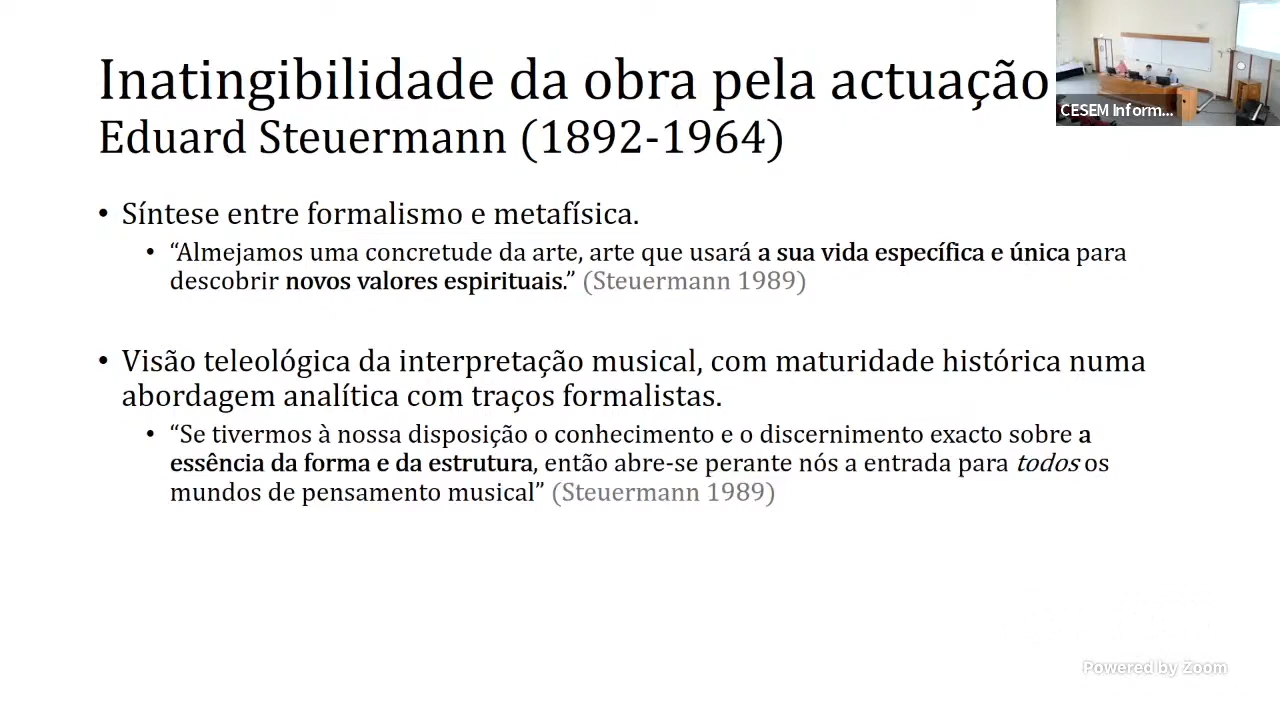 Inatingibilidade da obra pela actuação
Eduard Steuermann (1892-1964)
CESEM Inform...
• Síntese entre formalismo e metafísica.
• “Almejamos uma concretude da arte, arte que usará a sua vida específica e única para
descobrir novos valores espirituais.” (Steuermann 1989)
• Visão teleológica da interpretação musical, com maturidade histórica numa
abordagem analítica com traços formalistas.
• “Se tivermos à nossa disposição o conhecimento e o discernimento exacto sobre a
essência da forma e da estrutura, então abre-se perante nós a entrada para todos os
mundos de pensamento musical” (Steuermann 1989)
Powered by Zoom